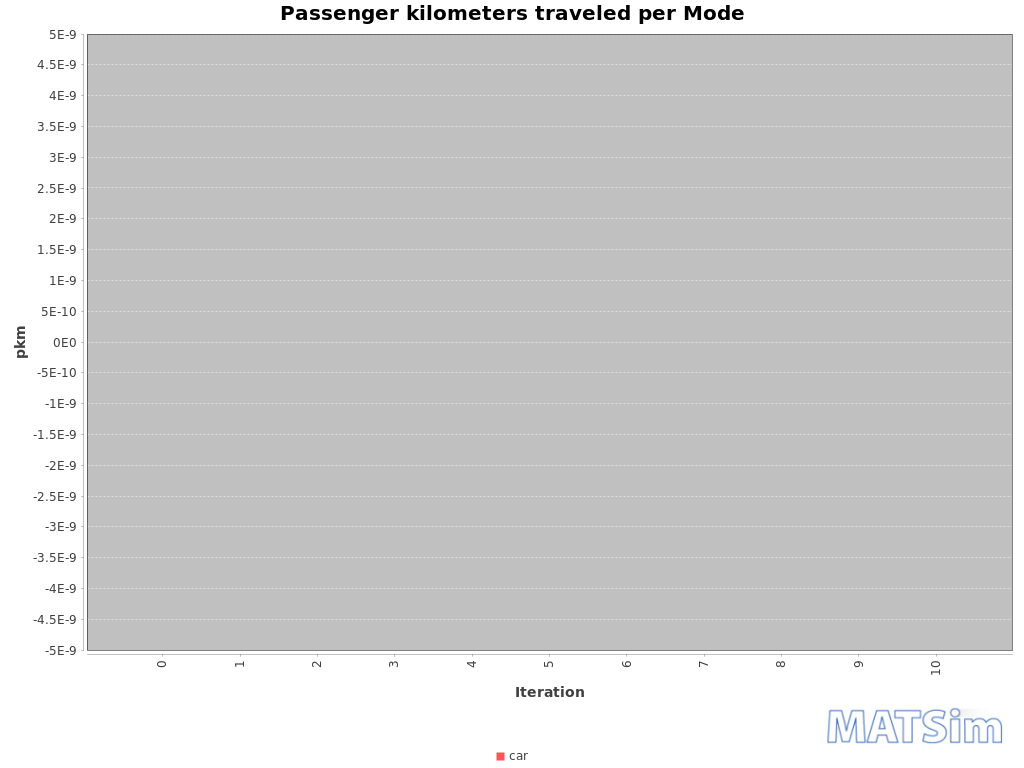 Passenger kilometers traveled per Mode
5E-9
4.5E-9
4E-9
3.5E-9
3E-9
2.5E-9
2E-9
1.5E-9
1E-9
5E-10
0E0
-5E-10
-1E-9
-1.5E-9
-2E-9
-2.5E-9
-3E-9
-3.5E-9
-4E-9
-4.5E-9
-5E-9
pkm
0 1 2 3 4 5 6 7 8 9 10
Iteration
MATSim
car